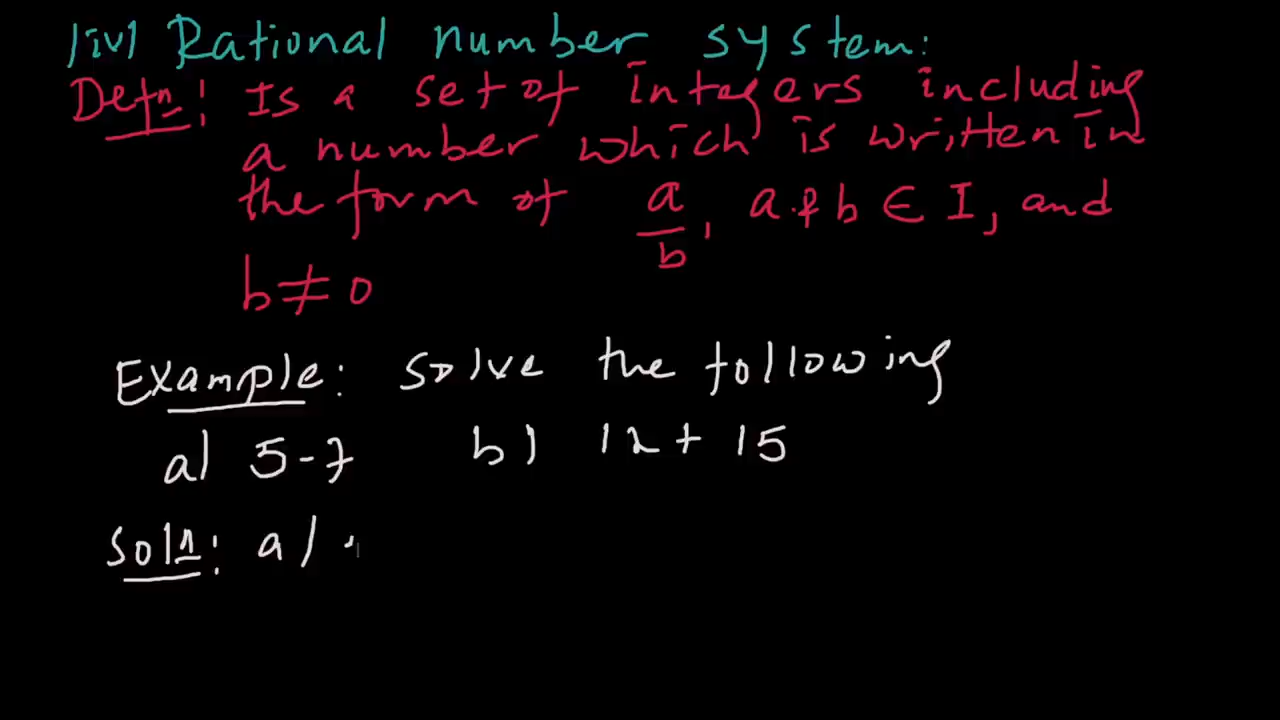 (iv) Rational number system:
Defn: Is a set of Integers including
a number which is written in
the form of a/b, a & b ∈ I, and
b ≠ 0
Example: solve the following
a) 5-7 b) 12 + 15
Soln: a)